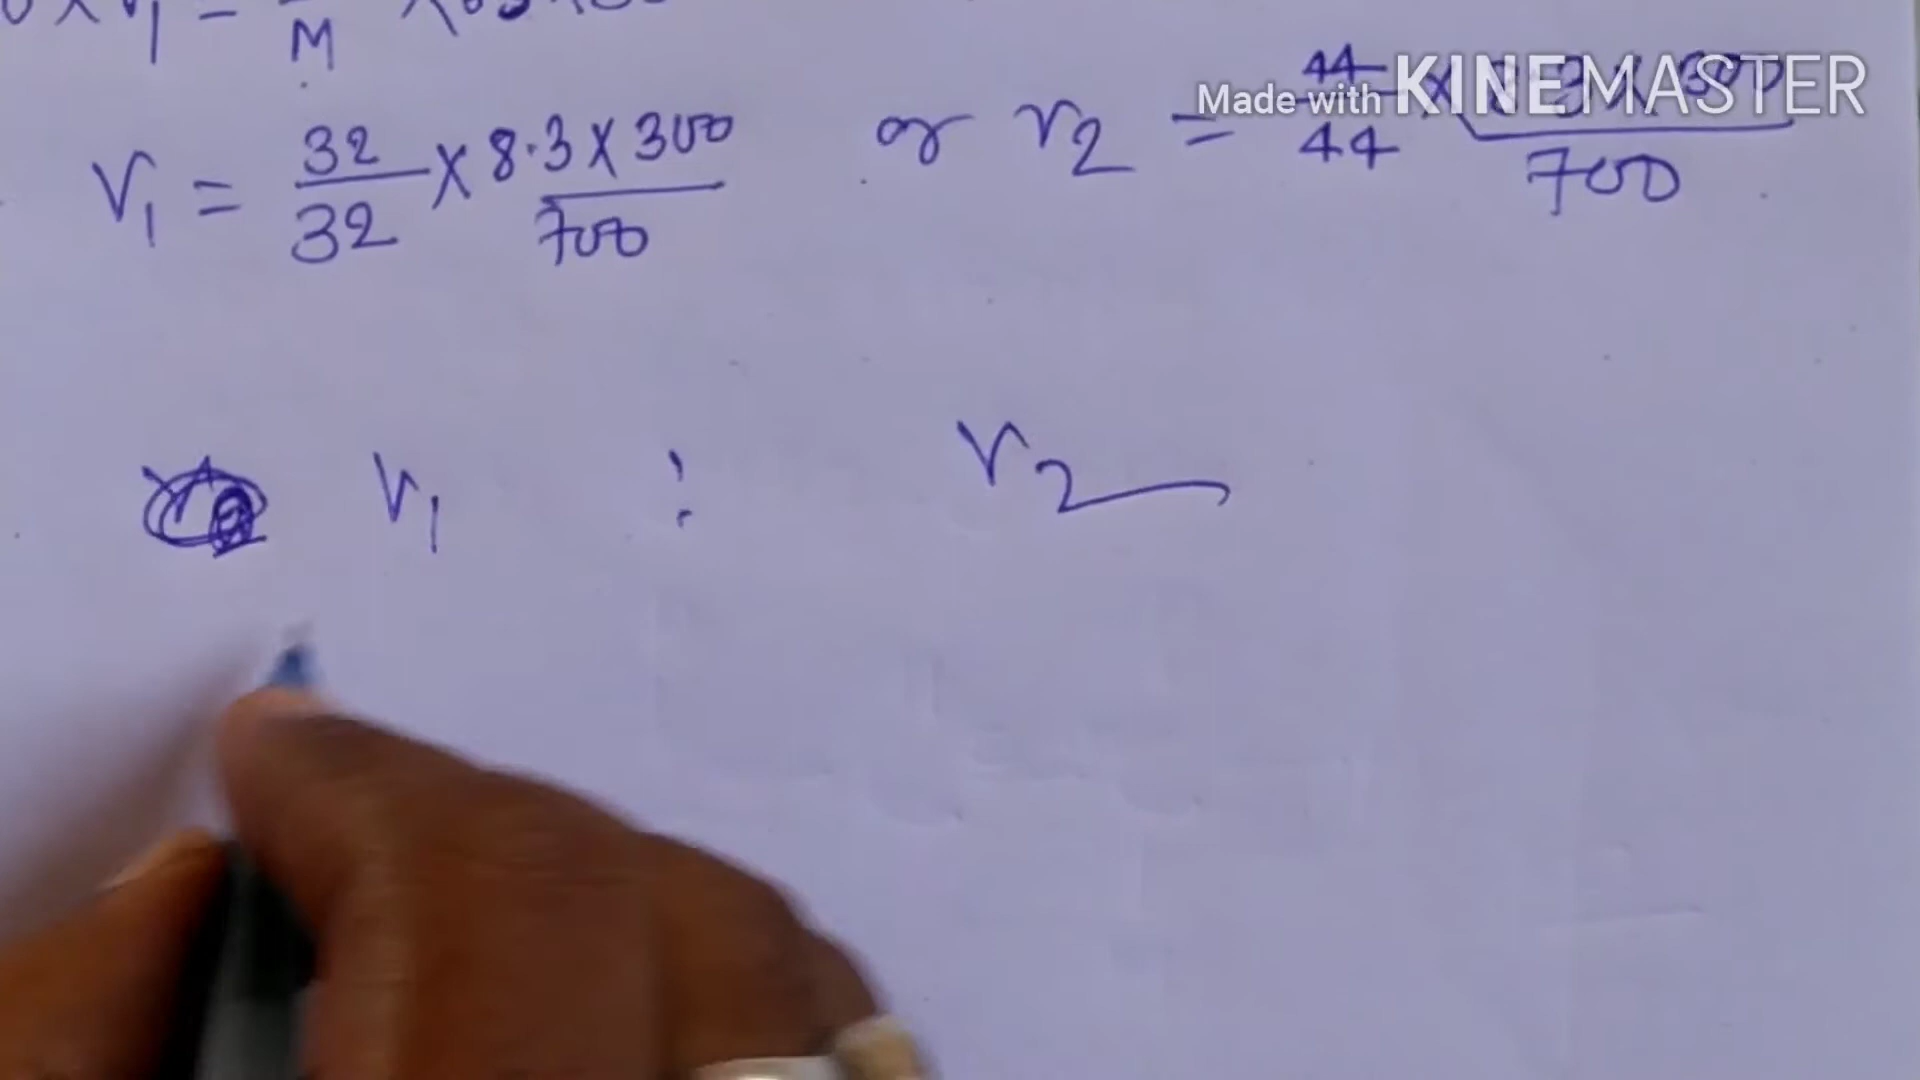 M
Made with KINEMASTER
V₁ = 32/32 × 8.3 × 300/700 or V₂ = 44/44 × 8.3 × 300/700
V₁ : V₂